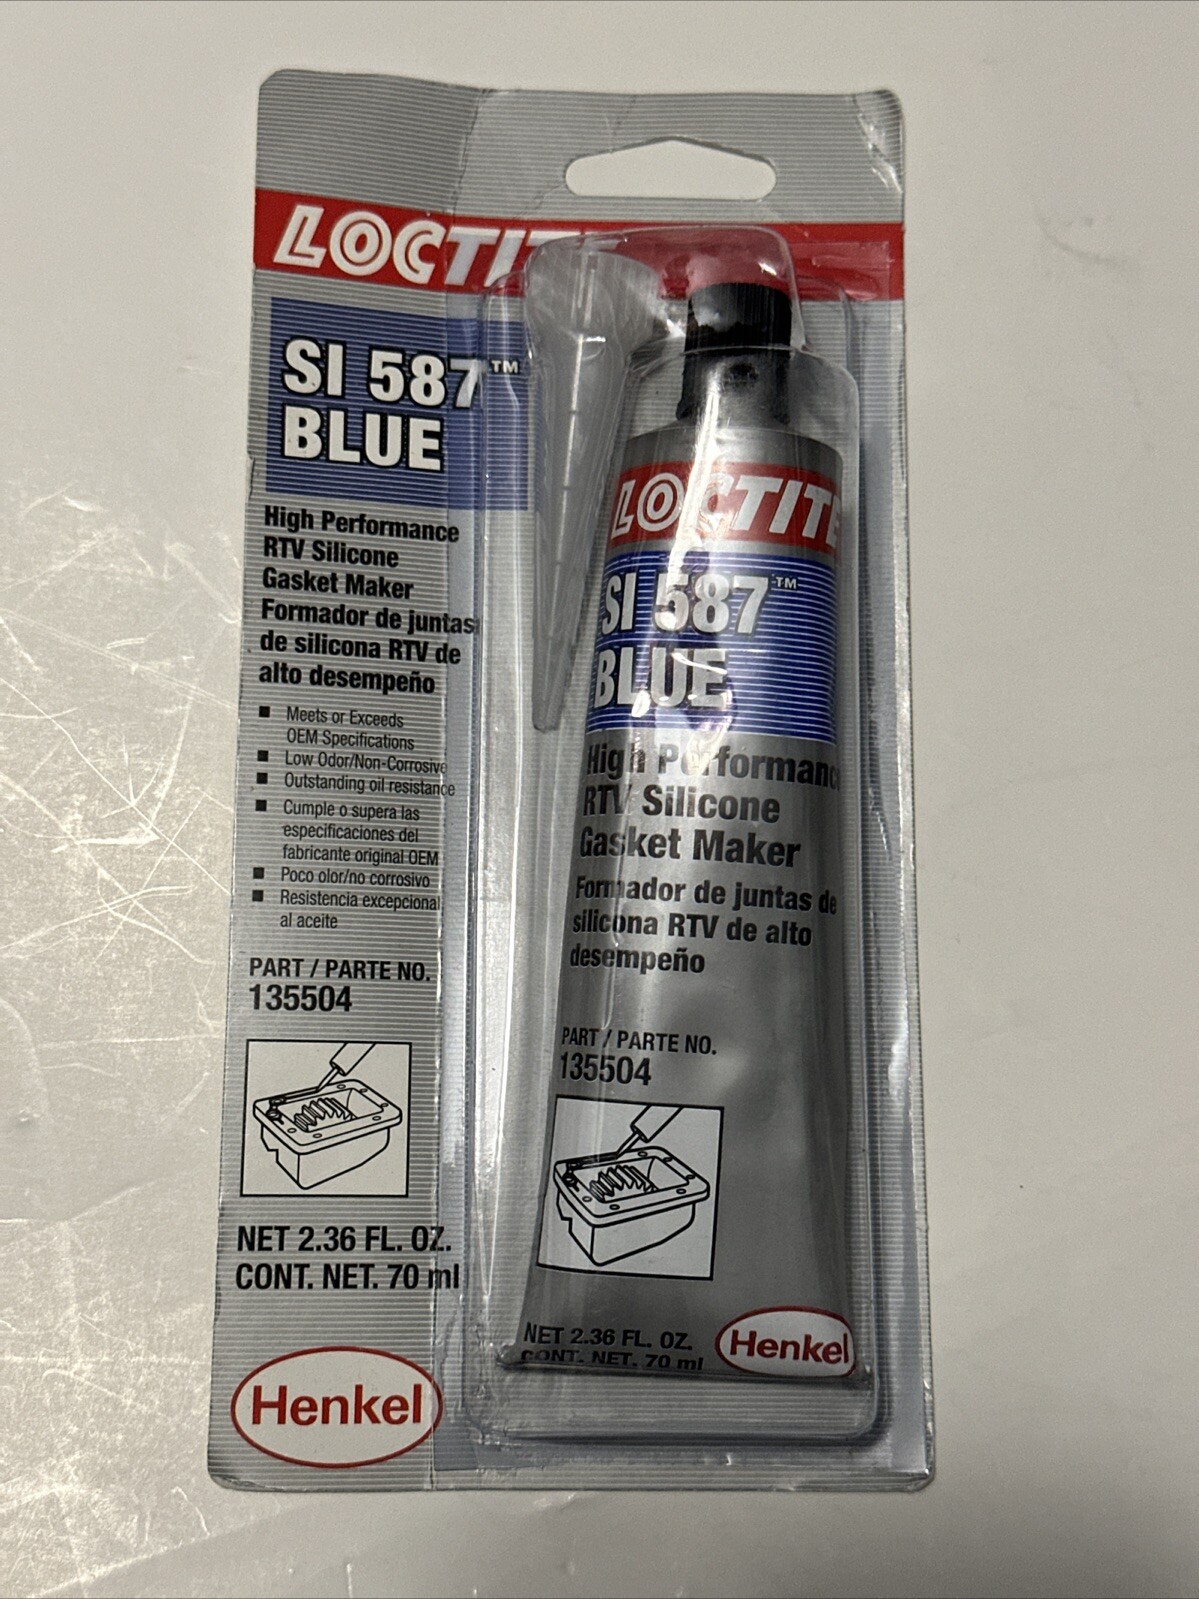 LOCTITE
SI 587™
BLUE
High Performance
RTV Silicone
Gasket Maker
Formador de juntas
de silicona RTV de
alto desempeño
■ Meets or Exceeds
OEM Specifications
■ Low Odor/Non-Corrosive
■ Outstanding oil resistance
■ Cumple o supera las
especificaciones del
fabricante original OEM
■ Poco olor/no corrosivo
■ Resistencia excepcional
al aceite
PART / PARTE NO.
135504
NET 2.36 FL. OZ.
CONT. NET. 70 ml
Henkel
LOCTITE
SI 587™
BLUE
High Performance
RTV Silicone
Gasket Maker
Formador de juntas de
silicona RTV de alto
desempeño
PART / PARTE NO.
135504
NET 2.36 FL. OZ.
CONT. NET. 70 ml
Henkel